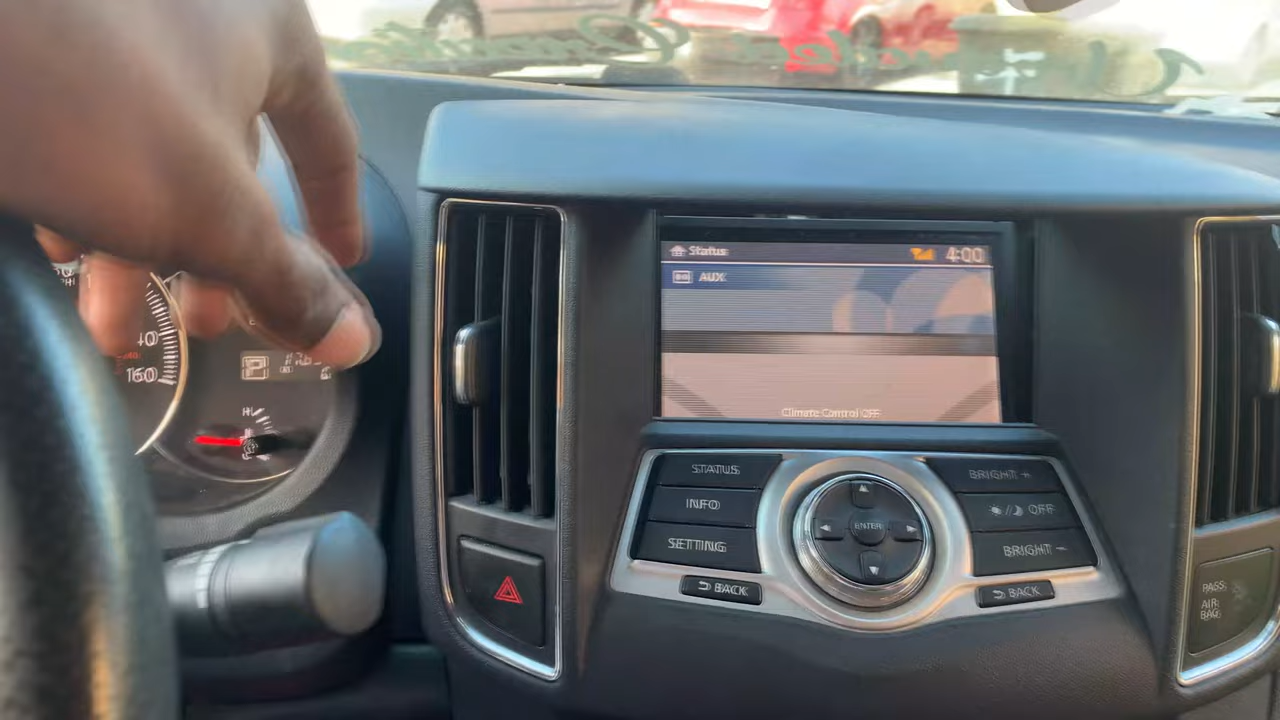 Status 4:00
AUX
Climate Control OFF
160
P
H
STATUS
INFO
SETTING
BACK
ENTER
BRIGHT +
OFF
BRIGHT -
BACK
PASS
AIR
BAG